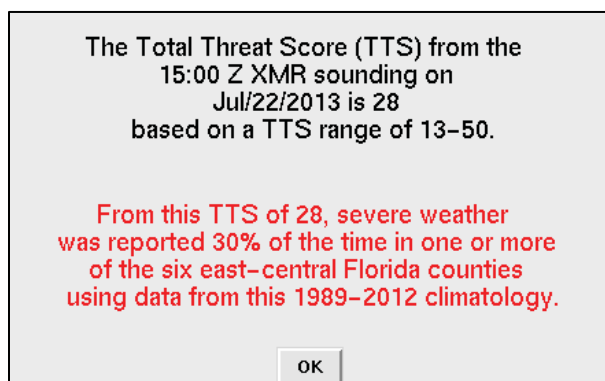 The Total Threat Score (TTS) from the
15:00 Z XMR sounding on
Jul/22/2013 is 28
based on a TTS range of 13-50.
From this TTS of 28, severe weather
was reported 30% of the time in one or more
of the six east-central Florida counties
using data from this 1989-2012 climatology.
OK